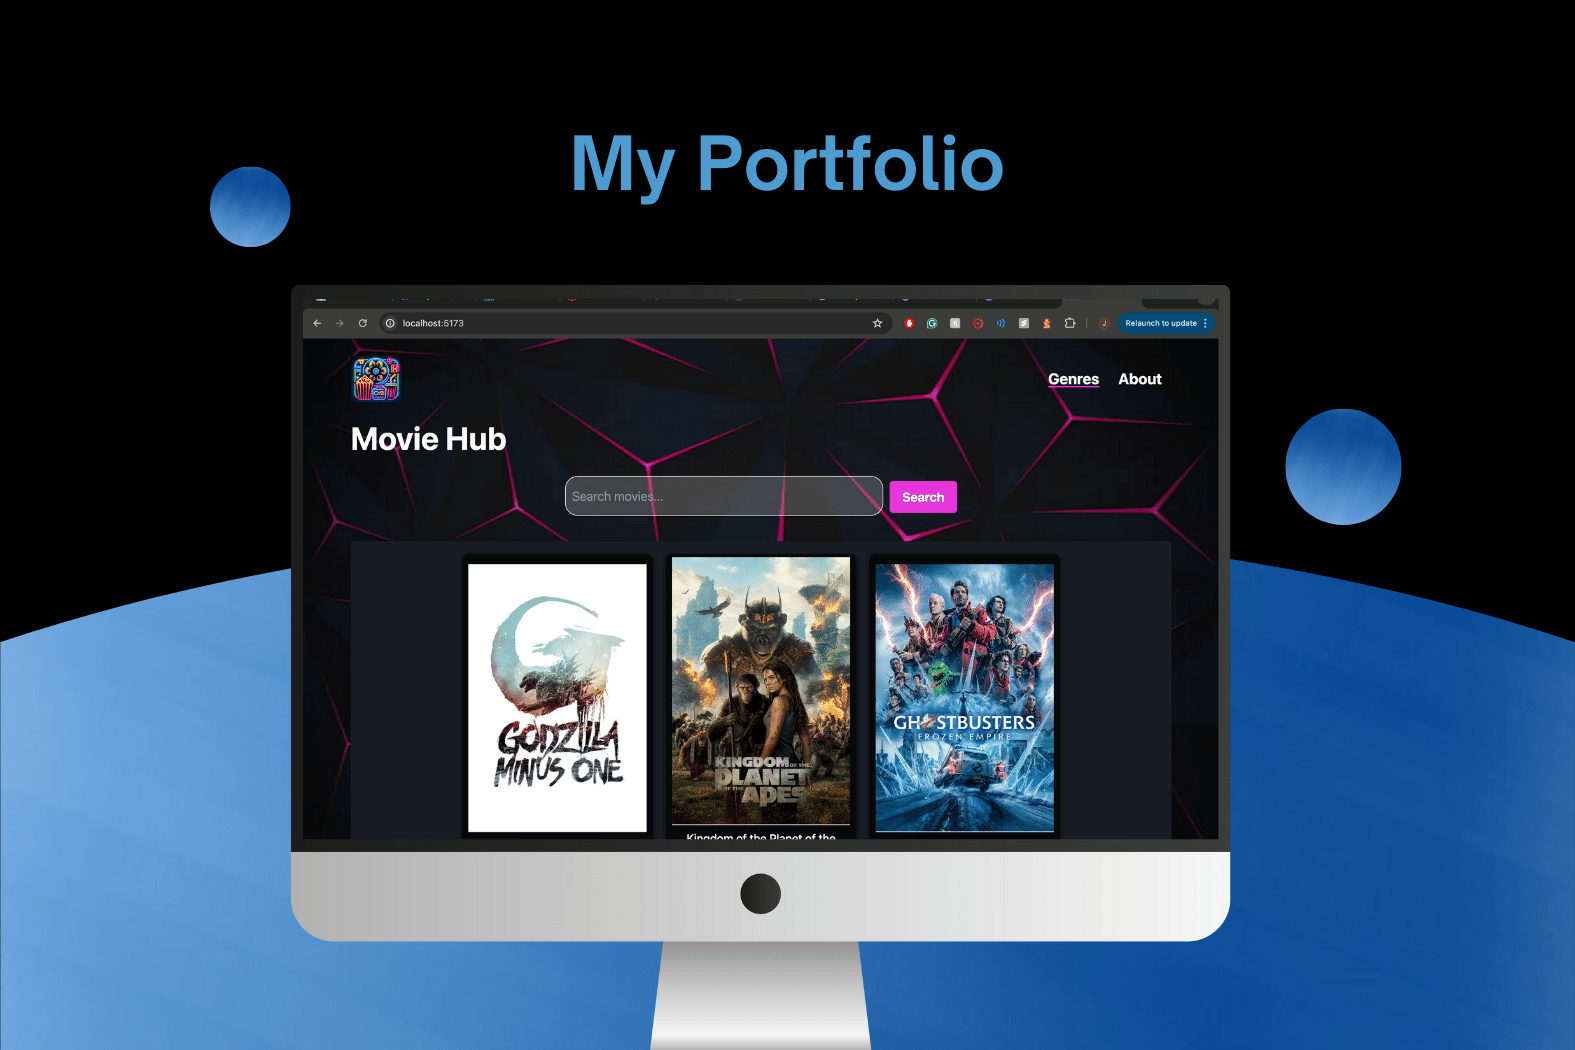 My Portfolio
localhost:5173
Relaunch to update
J
Genres
About
Movie Hub
Search movies...
Search
GODZILLA
MINUS ONE
KINGDOM OF THE
PLANET
OF THE
APES
GHOSTBUSTERS
FROZEN EMPIRE
Kingdom of the Planet of the